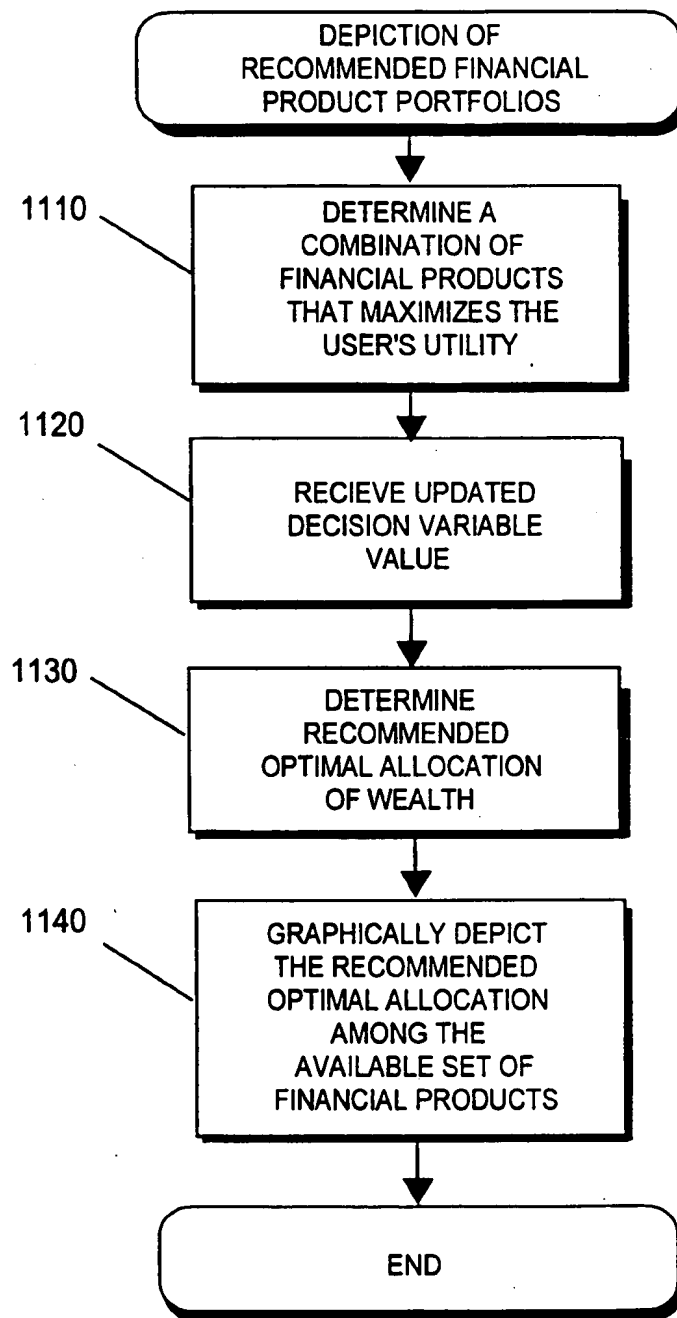 DEPICTION OF
RECOMMENDED FINANCIAL
PRODUCT PORTFOLIOS
1110
DETERMINE A
COMBINATION OF
FINANCIAL PRODUCTS
THAT MAXIMIZES THE
USER'S UTILITY
1120
RECIEVE UPDATED
DECISION VARIABLE
VALUE
1130
DETERMINE
RECOMMENDED
OPTIMAL ALLOCATION
OF WEALTH
1140
GRAPHICALLY DEPICT
THE RECOMMENDED
OPTIMAL ALLOCATION
AMONG THE
AVAILABLE SET OF
FINANCIAL PRODUCTS
END